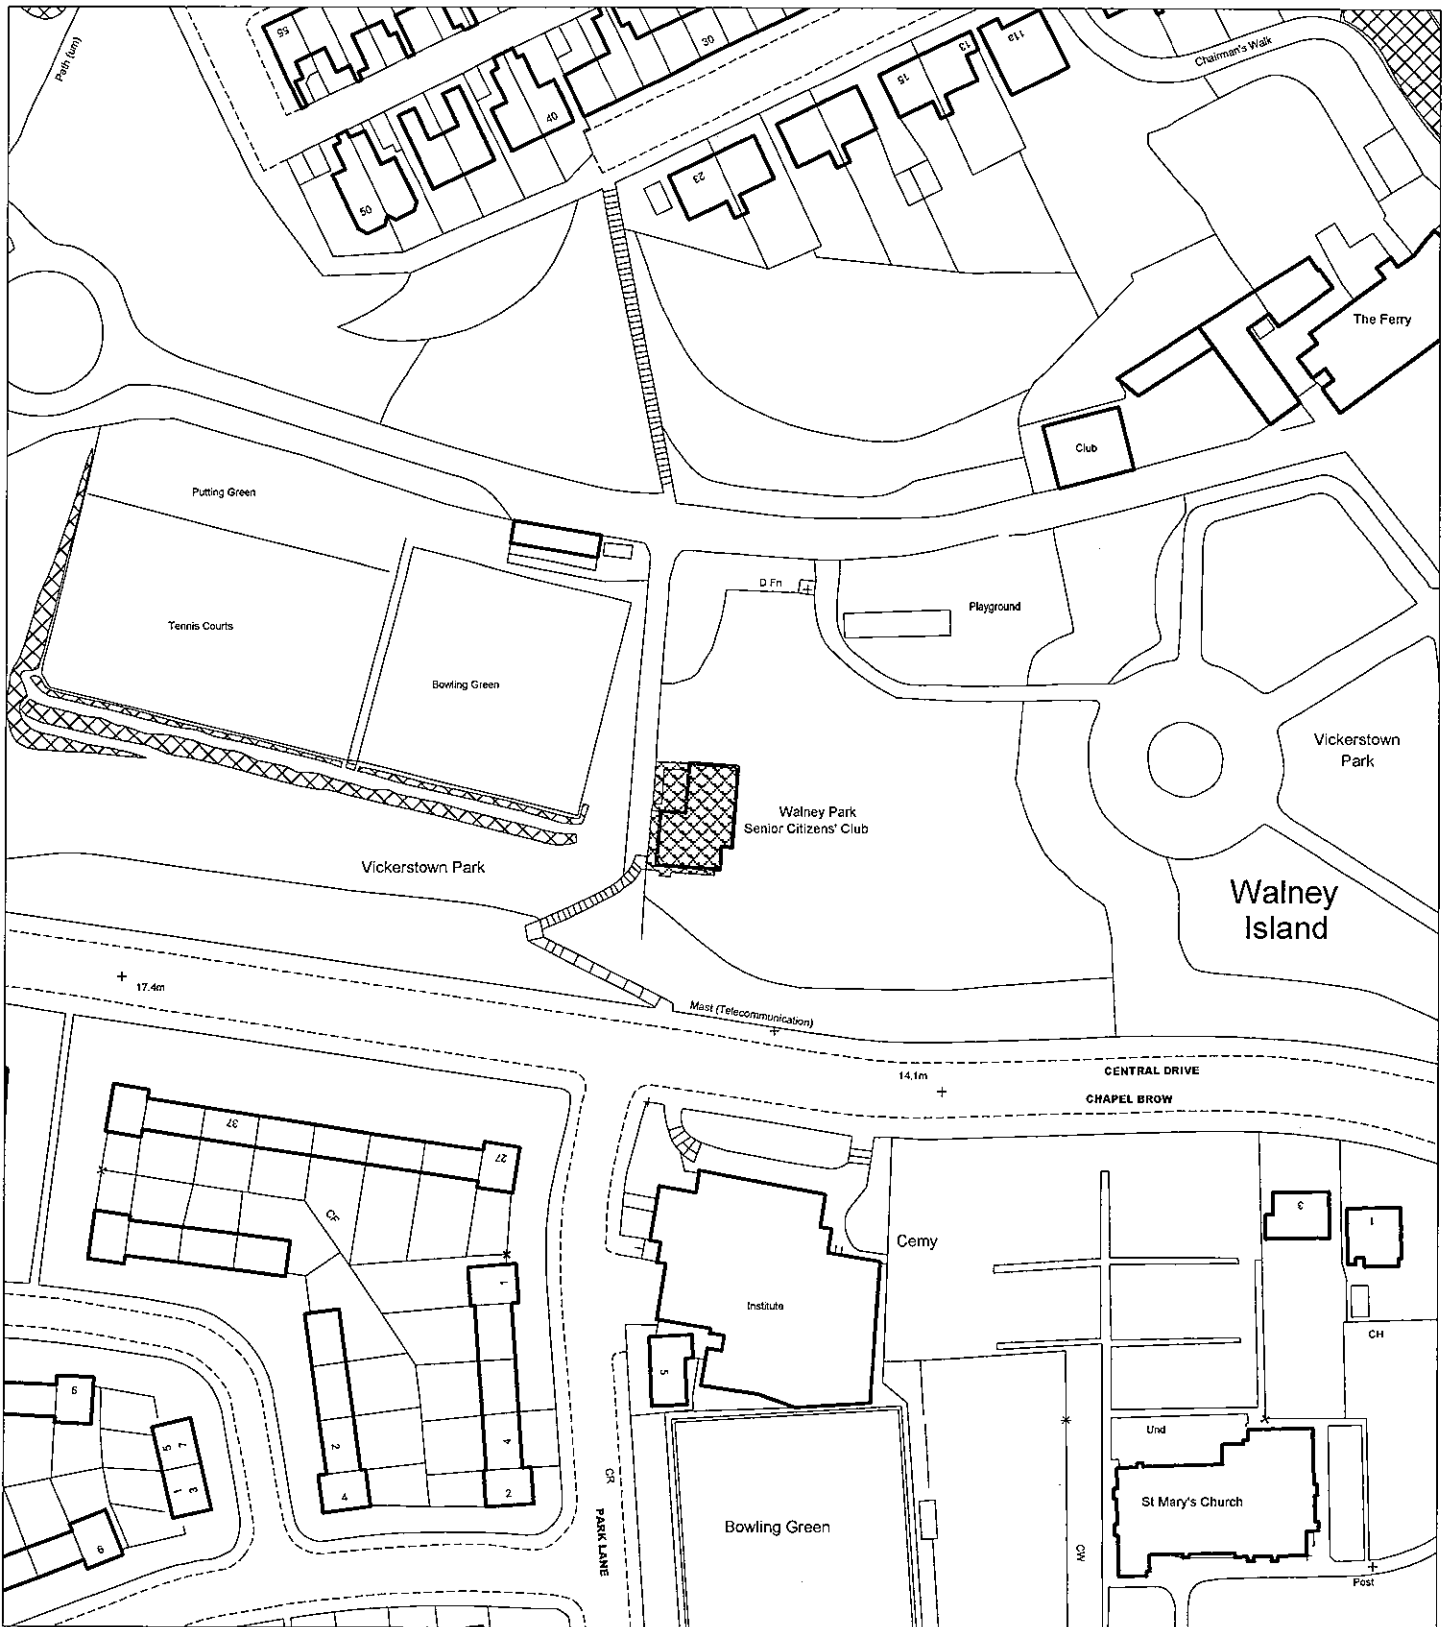 Path (um)
55
30
13
11a
Chairman's Walk
15
40
50
23
The Ferry
Club
Putting Green
D Fn
Playground
Tennis Courts
Bowling Green
Vickerstown
Park
Walney Park
Senior Citizens' Club
Vickerstown Park
Walney
Island
17.4m
Mast (Telecommunication)
14.1m
CENTRAL DRIVE
CHAPEL BROW
37
27
3
1
CF
Cemy
1
Institute
CH
5
9
Und
5
7
2
4
1
3
4
2
CR
PARK LANE
Bowling Green
St Mary's Church
CW
Post